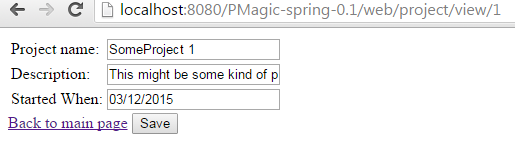 localhost:8080/PMagic-spring-0.1/web/project/view/1
Project name: SomeProject 1
Description: This might be some kind of p
Started When: 03/12/2015
Back to main page Save